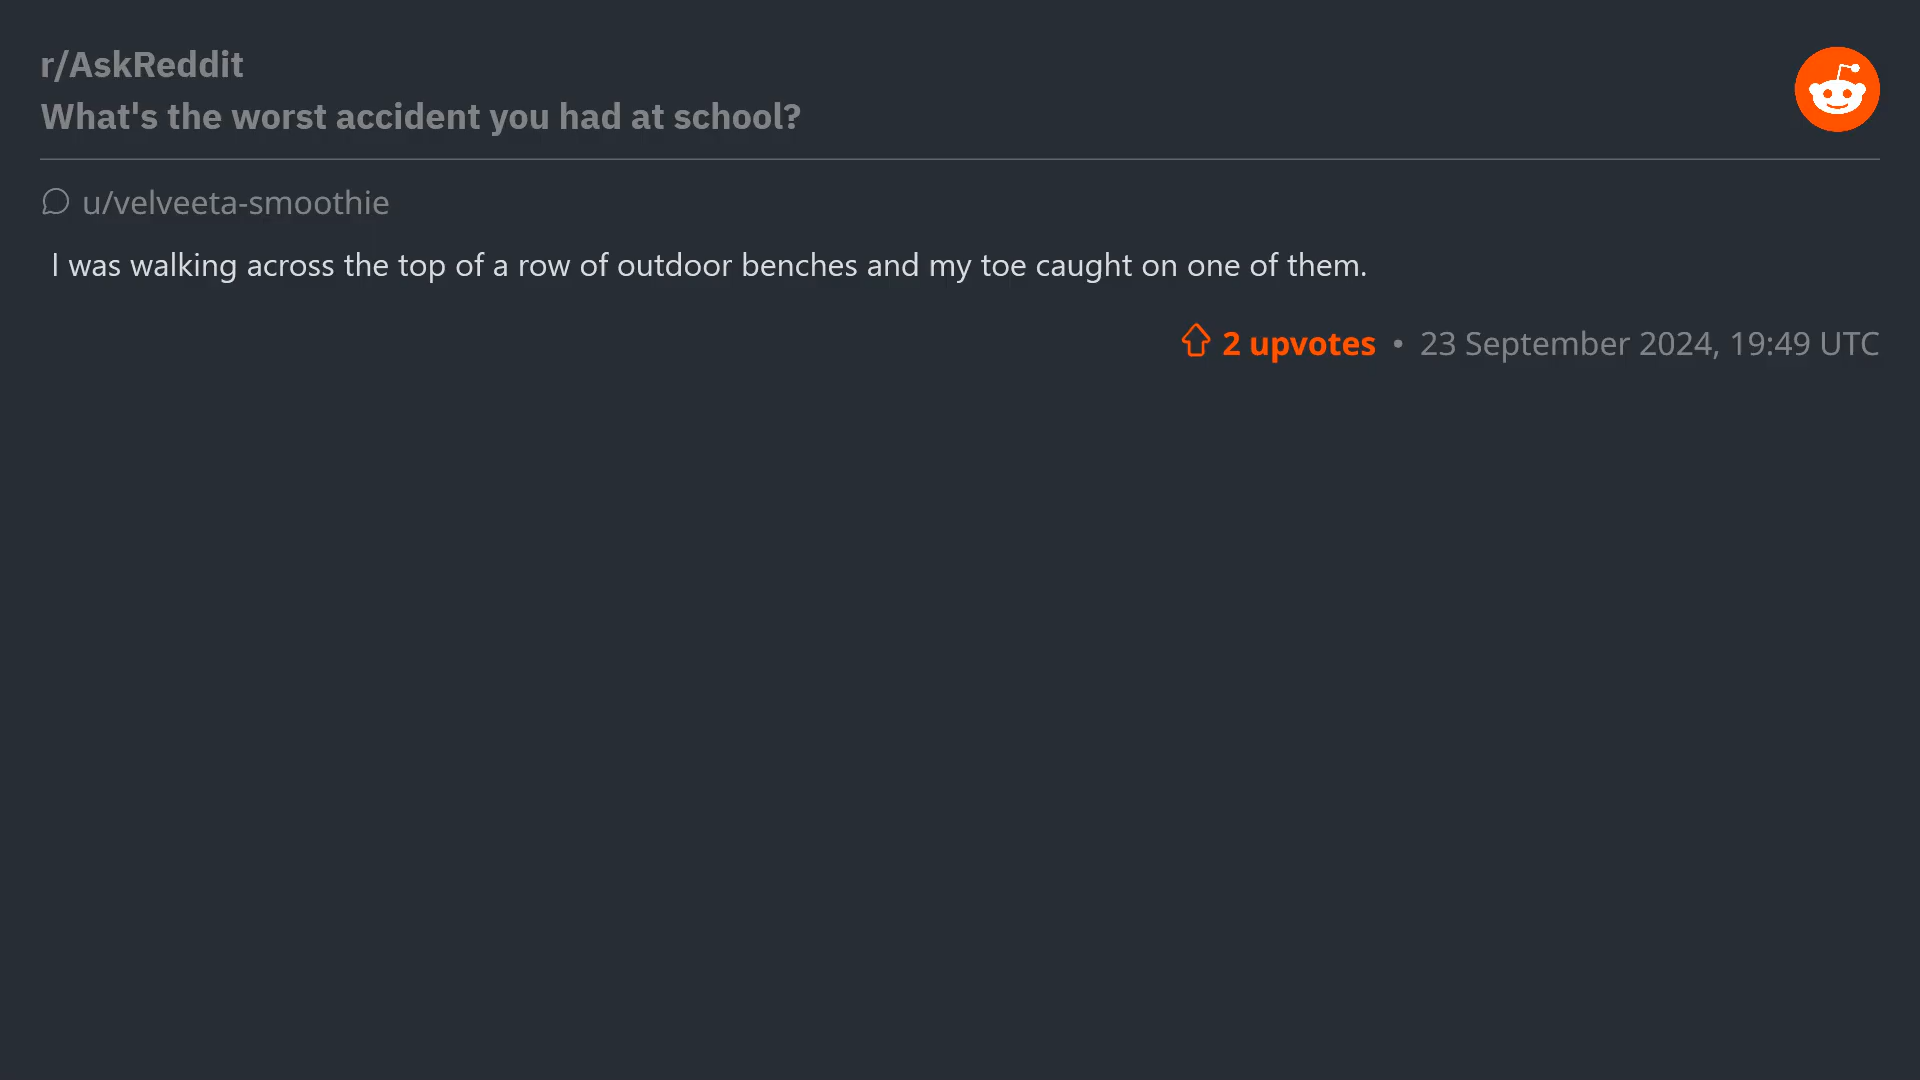 r/AskReddit
What's the worst accident you had at school?
u/velveeta-smoothie
I was walking across the top of a row of outdoor benches and my toe caught on one of them.
2 upvotes • 23 September 2024, 19:49 UTC